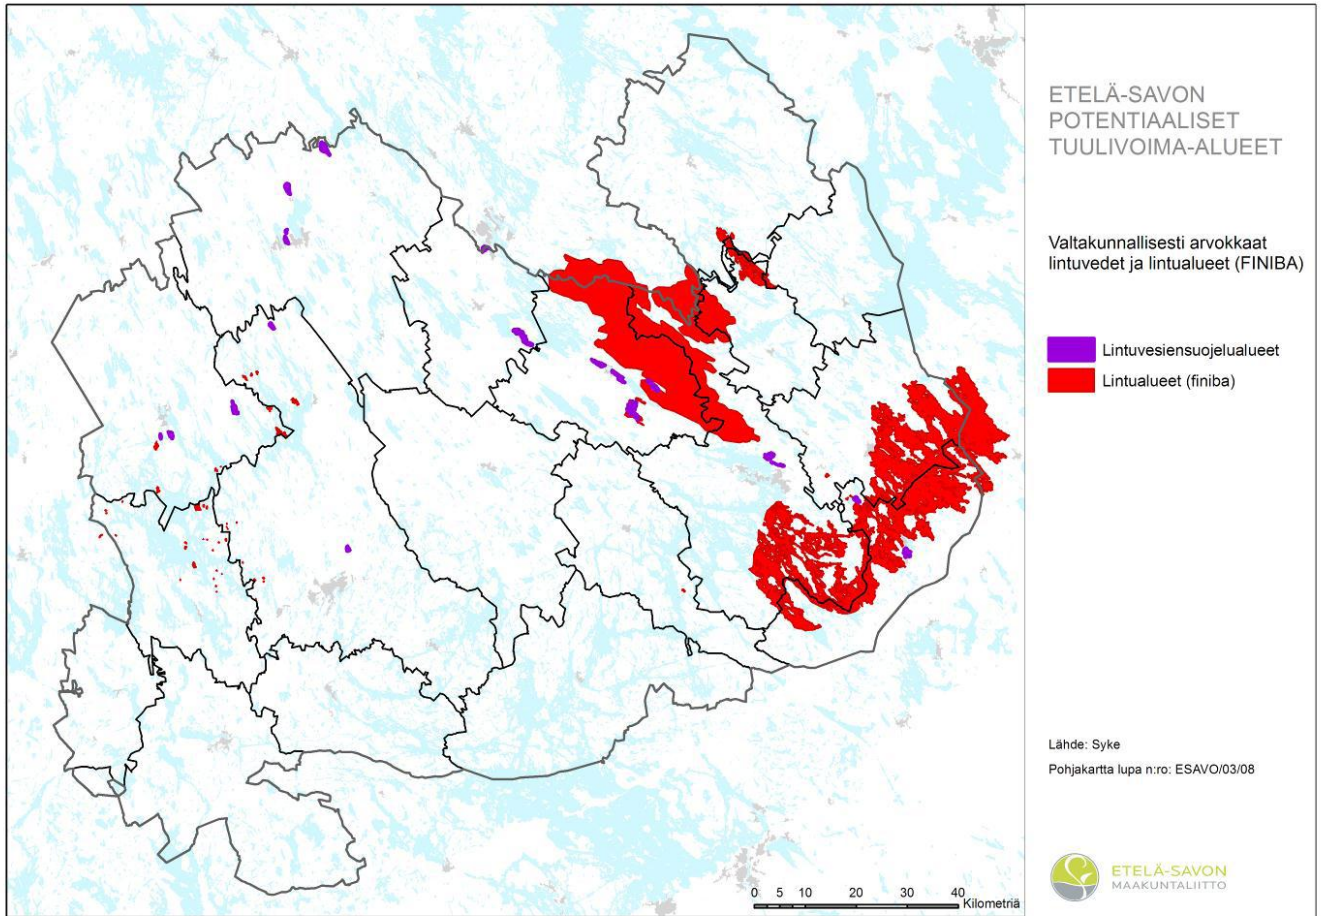 ETELÄ-SAVON
POTENTIAALISET
TUULIVOIMA-ALUEET
Valtakunnallisesti arvokkaat
lintuvedet ja lintualueet (FINIBA)
Lintuvesiensuojelualueet
Lintualueet (finiba)
Lähde: Syke
Pohjakartta lupa n:ro: ESAVO/03/08
ETELÄ-SAVON
MAAKUNTALIITTO
0 5 10 20 30 40
Kilometriä